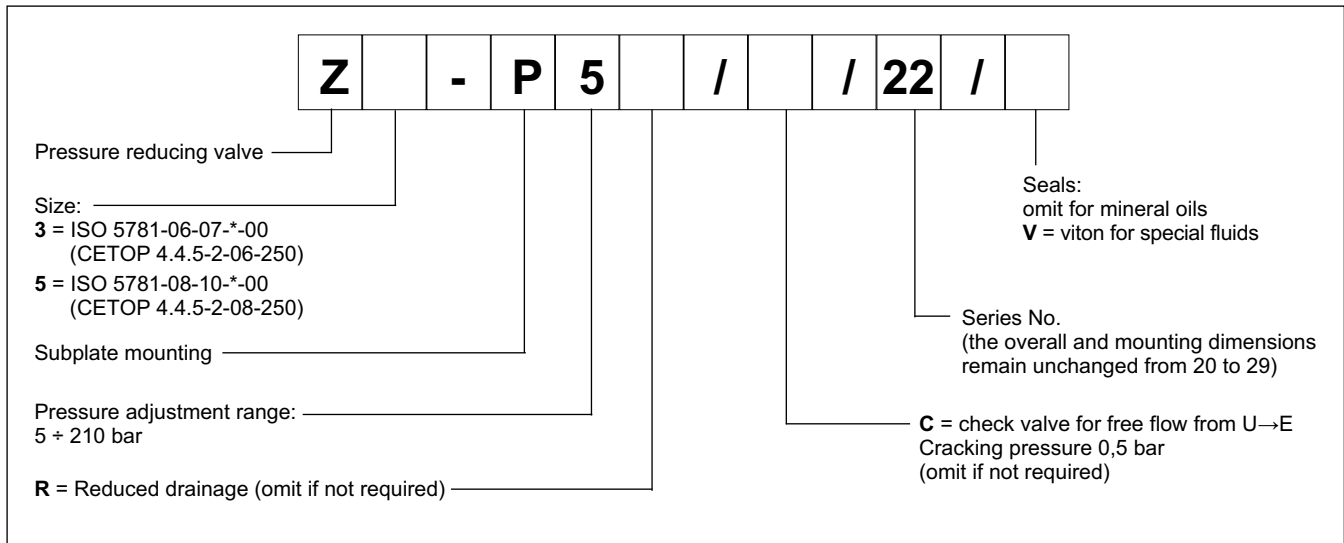 Z - P 5 / / 22 /
Pressure reducing valve
Size:
3 = ISO 5781-06-07-*-00
(CETOP 4.4.5-2-06-250)
5 = ISO 5781-08-10-*-00
(CETOP 4.4.5-2-08-250)
Subplate mounting
Pressure adjustment range:
5 ÷ 210 bar
R = Reduced drainage (omit if not required)
Seals:
omit for mineral oils
V = viton for special fluids
Series No.
(the overall and mounting dimensions
remain unchanged from 20 to 29)
C = check valve for free flow from U→E
Cracking pressure 0,5 bar
(omit if not required)